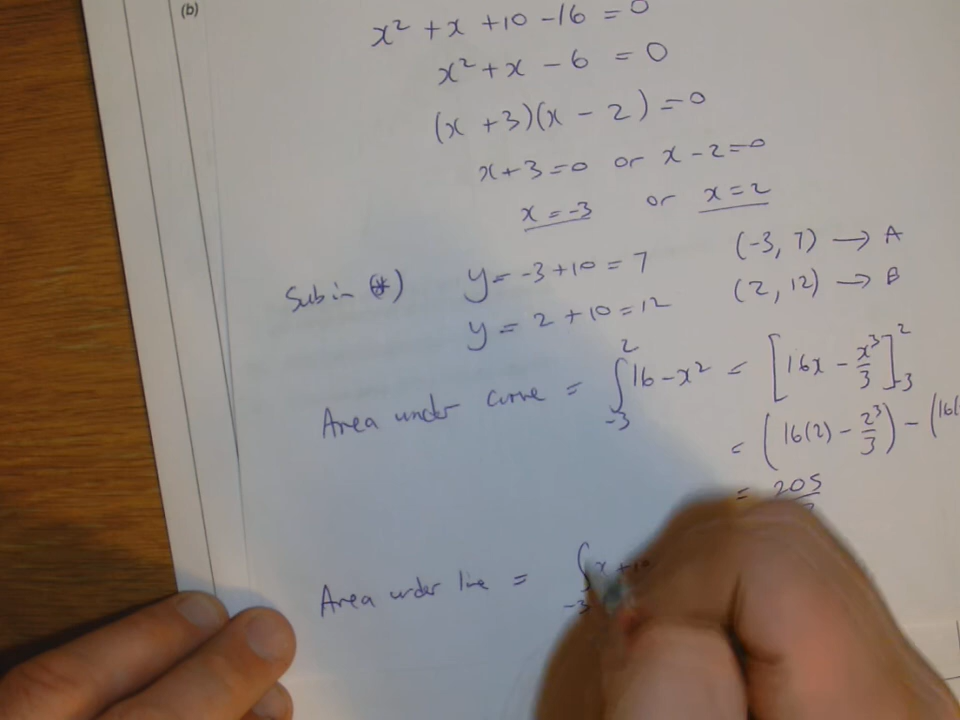 (b)
x² + x + 10 - 16 = 0
x² + x - 6 = 0
(x + 3)(x - 2) = 0
x + 3 = 0 or x - 2 = 0
x = -3 or x = 2
Sub in (*) y = -3 + 10 = 7 (-3, 7) → A
y = 2 + 10 = 12 (2, 12) → B
Area under curve = ∫₋₃² 16 - x² = [16x - x³/3]₋₃²
= (16(2) - 2³/3) - (16(
= 205
Area under line = ∫₋₃ x + 10